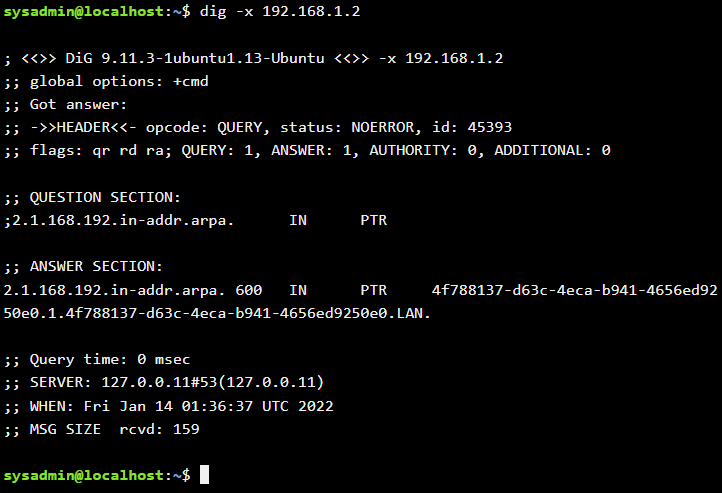 sysadmin@localhost:~$ dig -x 192.168.1.2
; <<>> DiG 9.11.3-1ubuntu1.13-Ubuntu <<>> -x 192.168.1.2
;; global options: +cmd
;; Got answer:
;; ->>HEADER<<- opcode: QUERY, status: NOERROR, id: 45393
;; flags: qr rd ra; QUERY: 1, ANSWER: 1, AUTHORITY: 0, ADDITIONAL: 0
;; QUESTION SECTION:
;2.1.168.192.in-addr.arpa.      IN      PTR
;; ANSWER SECTION:
2.1.168.192.in-addr.arpa. 600   IN      PTR     4f788137-d63c-4eca-b941-4656ed92
50e0.1.4f788137-d63c-4eca-b941-4656ed9250e0.LAN.
;; Query time: 0 msec
;; SERVER: 127.0.0.11#53(127.0.0.11)
;; WHEN: Fri Jan 14 01:36:37 UTC 2022
;; MSG SIZE  rcvd: 159
sysadmin@localhost:~$